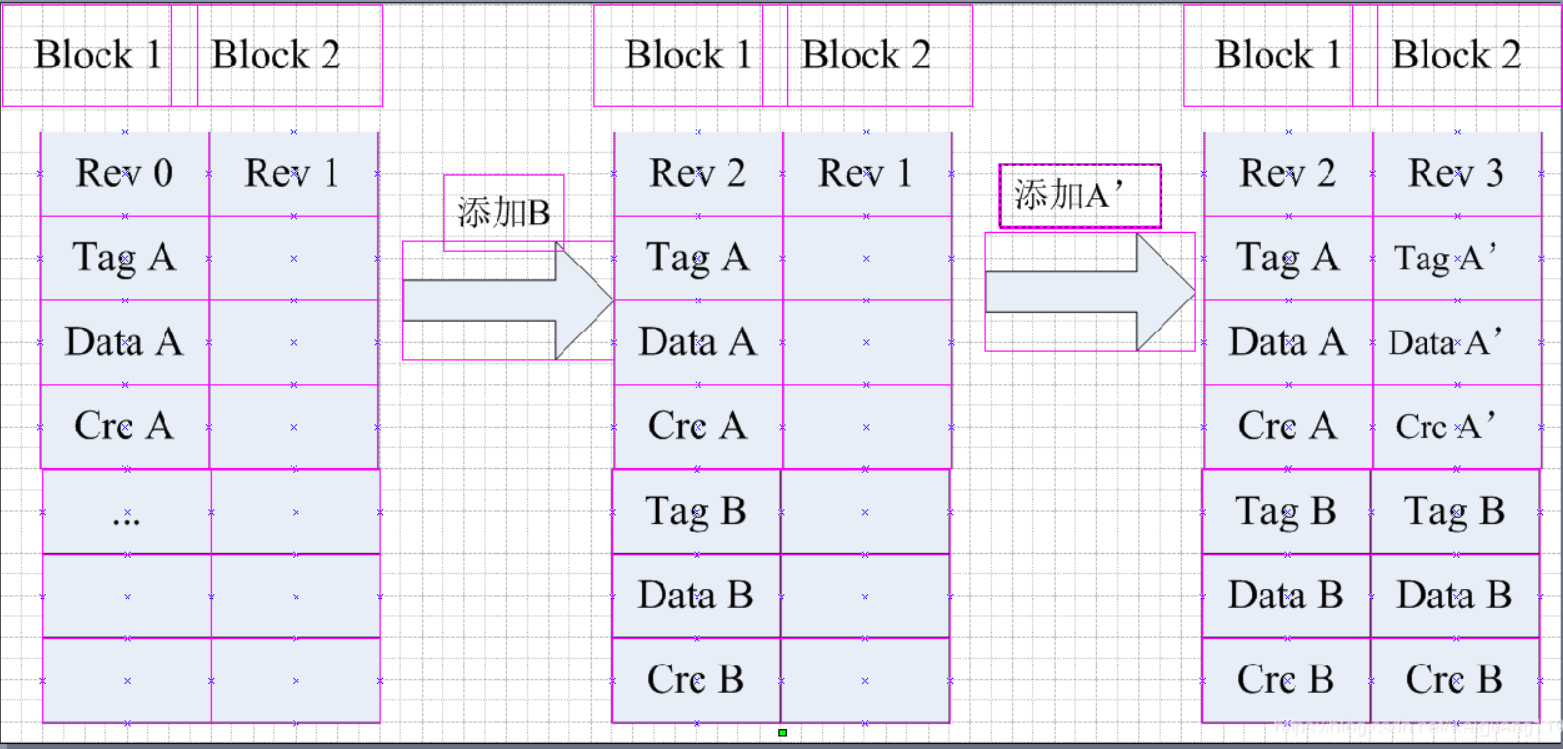 Block 1 Block 2 Block 1 Block 2 Block 1 Block 2
Rev 0 Rev 1 Rev 2 Rev 1 Rev 2 Rev 3
添加B 添加A’
Tag A Tag A Tag A Tag A’
Data A Data A Data A Data A’
Crc A Crc A Crc A Crc A’
... Tag B Tag B Tag B
Data B Data B Data B
Crc B Crc B Crc B